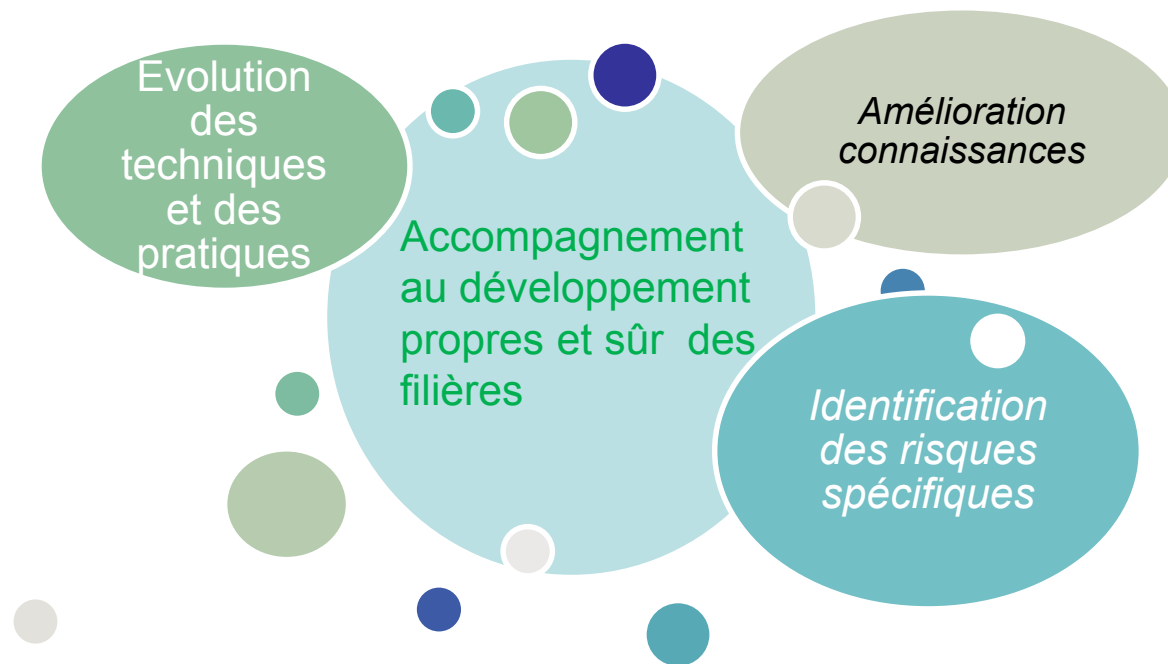 Evolution
des
techniques
et des
pratiques
Amélioration
connaissances
Accompagnement
au développement
propres et sûr des
filières
Identification
des risques
spécifiques